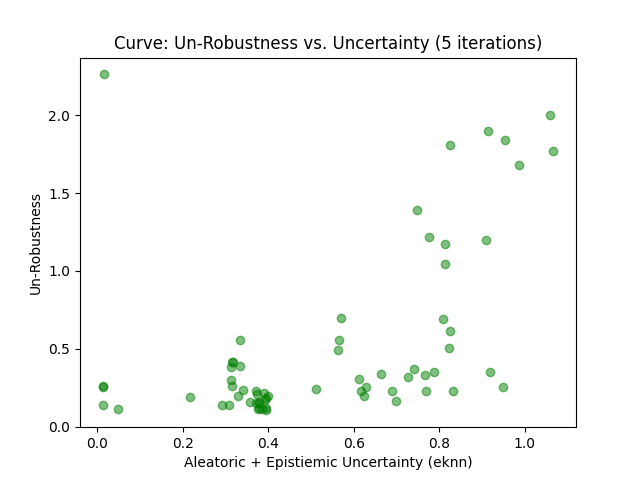 Curve: Un-Robustness vs. Uncertainty (5 iterations)
2.0
1.5
1.0
0.5
0.0
Un-Robustness
0.0 0.2 0.4 0.6 0.8 1.0
Aleatoric + Epistiemic Uncertainty (eknn)